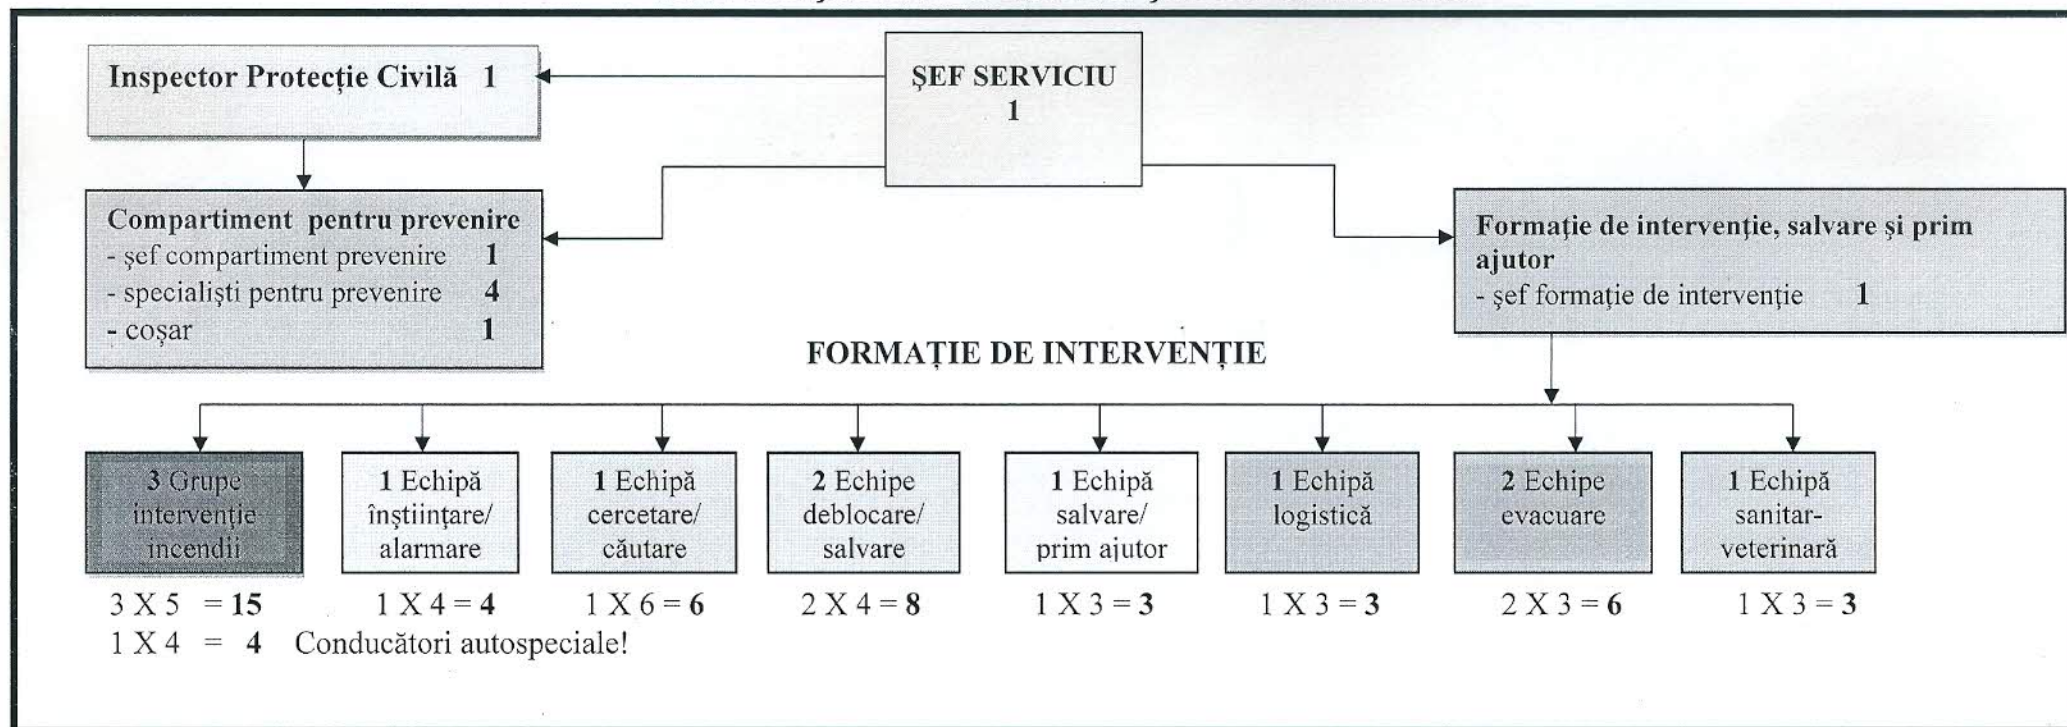 Inspector Protecție Civilă 1
ȘEF SERVICIU
1
Compartiment pentru prevenire
- șef compartiment prevenire 1
- specialiști pentru prevenire 4
- coșar 1
Formație de intervenție, salvare și prim
ajutor
- șef formație de intervenție 1
FORMAȚIE DE INTERVENȚIE
3 Grupe
intervenție
incendii
1 Echipă
înștiințare/
alarmare
1 Echipă
cercetare/
căutare
2 Echipe
deblocare/
salvare
1 Echipă
salvare/
prim ajutor
1 Echipă
logistică
2 Echipe
evacuare
1 Echipă
sanitar-
veterinară
3 X 5 = 15
1 X 4 = 4
1 X 6 = 6
2 X 4 = 8
1 X 3 = 3
1 X 3 = 3
2 X 3 = 6
1 X 3 = 3
1 X 4 = 4 Conducători autospeciale!